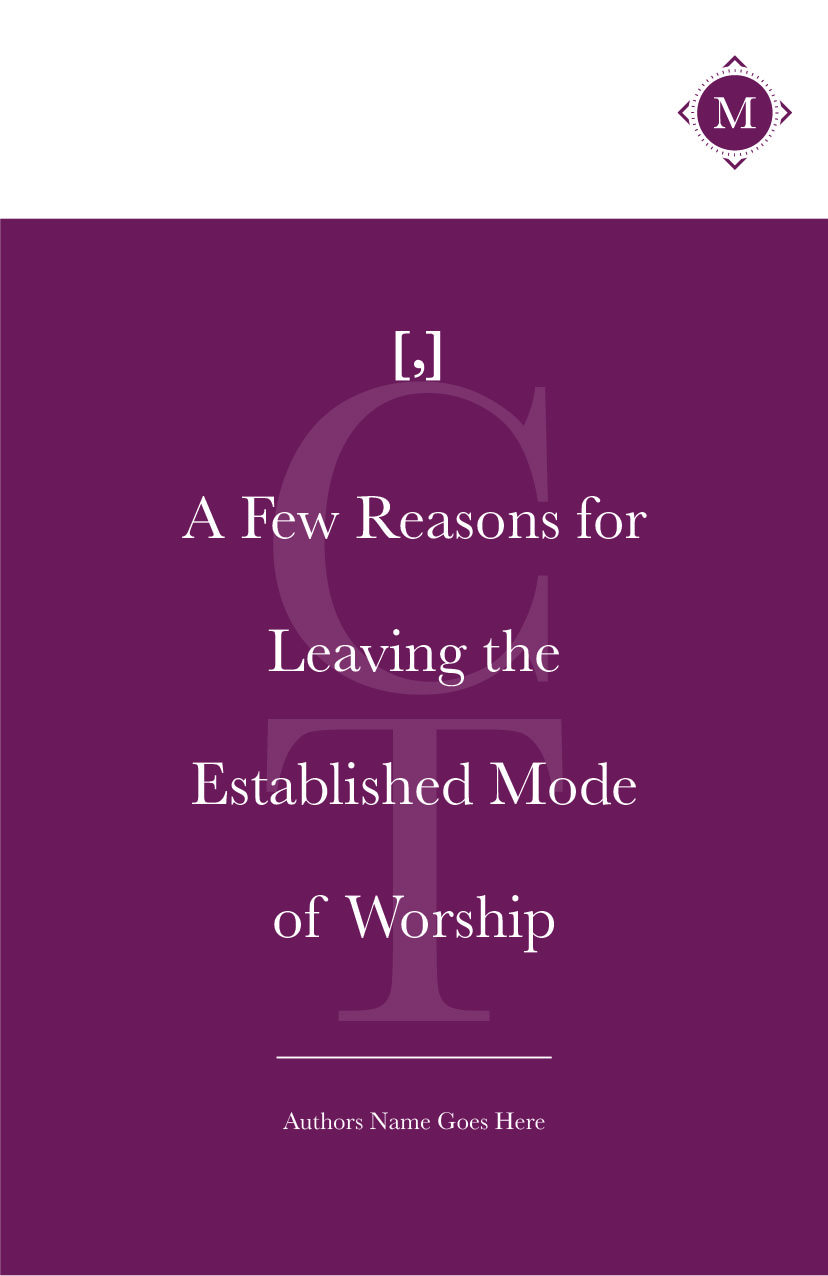 M
[,]
C
A Few Reasons for
Leaving the
T
Established Mode
of Worship
Authors Name Goes Here